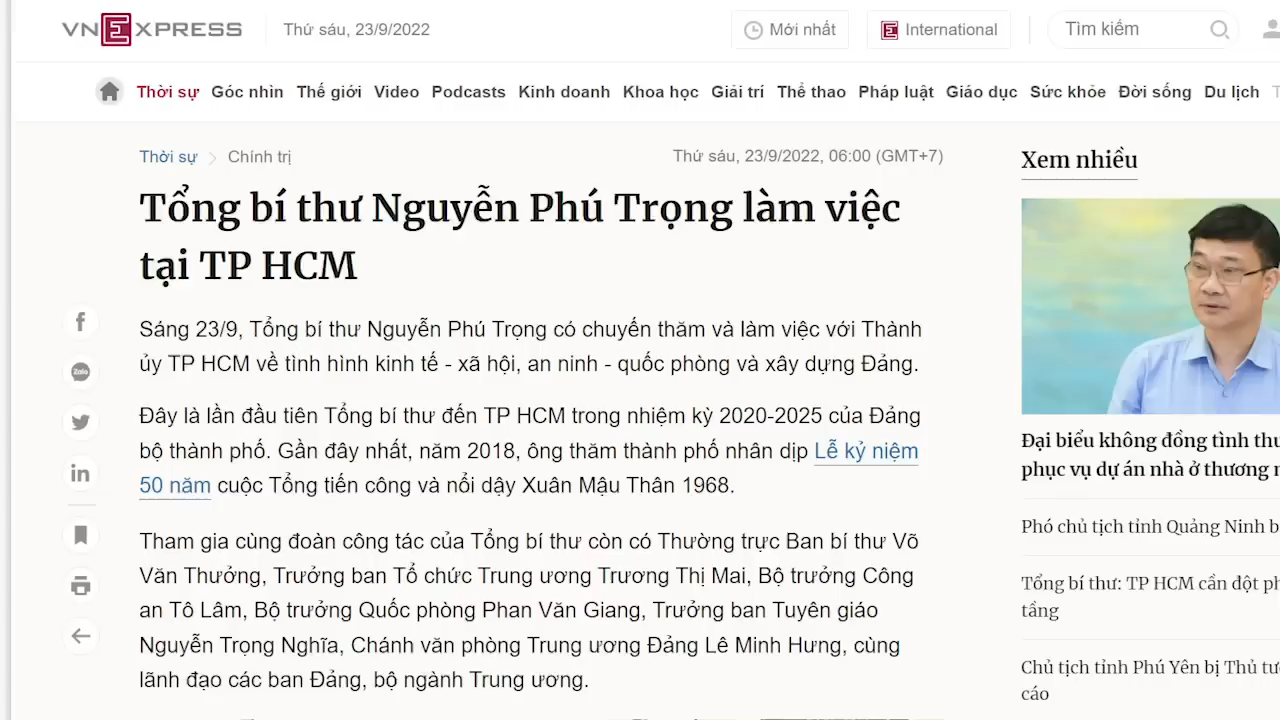 VNEXPRESS
Thứ sáu, 23/9/2022
Mới nhất
International
Tìm kiếm
Thời sự Góc nhìn Thế giới Video Podcasts Kinh doanh Khoa học Giải trí Thể thao Pháp luật Giáo dục Sức khỏe Đời sống Du lịch
Thời sự > Chính trị
Thứ sáu, 23/9/2022, 06:00 (GMT+7)
Tổng bí thư Nguyễn Phú Trọng làm việc
tại TP HCM
Sáng 23/9, Tổng bí thư Nguyễn Phú Trọng có chuyến thăm và làm việc với Thành
ủy TP HCM về tình hình kinh tế - xã hội, an ninh - quốc phòng và xây dựng Đảng.
Đây là lần đầu tiên Tổng bí thư đến TP HCM trong nhiệm kỳ 2020-2025 của Đảng
bộ thành phố. Gần đây nhất, năm 2018, ông thăm thành phố nhân dịp Lễ kỷ niệm
50 năm cuộc Tổng tiến công và nổi dậy Xuân Mậu Thân 1968.
Tham gia cùng đoàn công tác của Tổng bí thư còn có Thường trực Ban bí thư Võ
Văn Thưởng, Trưởng ban Tổ chức Trung ương Trương Thị Mai, Bộ trưởng Công
an Tô Lâm, Bộ trưởng Quốc phòng Phan Văn Giang, Trưởng ban Tuyên giáo
Nguyễn Trọng Nghĩa, Chánh văn phòng Trung ương Đảng Lê Minh Hưng, cùng
lãnh đạo các ban Đảng, bộ ngành Trung ương.
Zalo
Xem nhiều
Đại biểu không đồng tình
phục vụ dự án nhà ở thương
Phó chủ tịch tỉnh Quảng Ninh
Tổng bí thư: TP HCM cần đột
tầng
Chủ tịch tỉnh Phú Yên bị Thủ
cáo